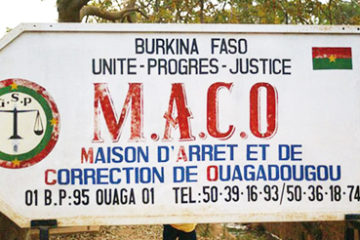 BURKINA FASO
UNITE-PROGRES-JUSTICE
G.S.P
M.A.C.O
MAISON D'ARRET ET DE
CORRECTION DE OUAGADOUGOU
01 B.P:95 OUAGA 01 TEL:50-39-16-93/50-36-18-74